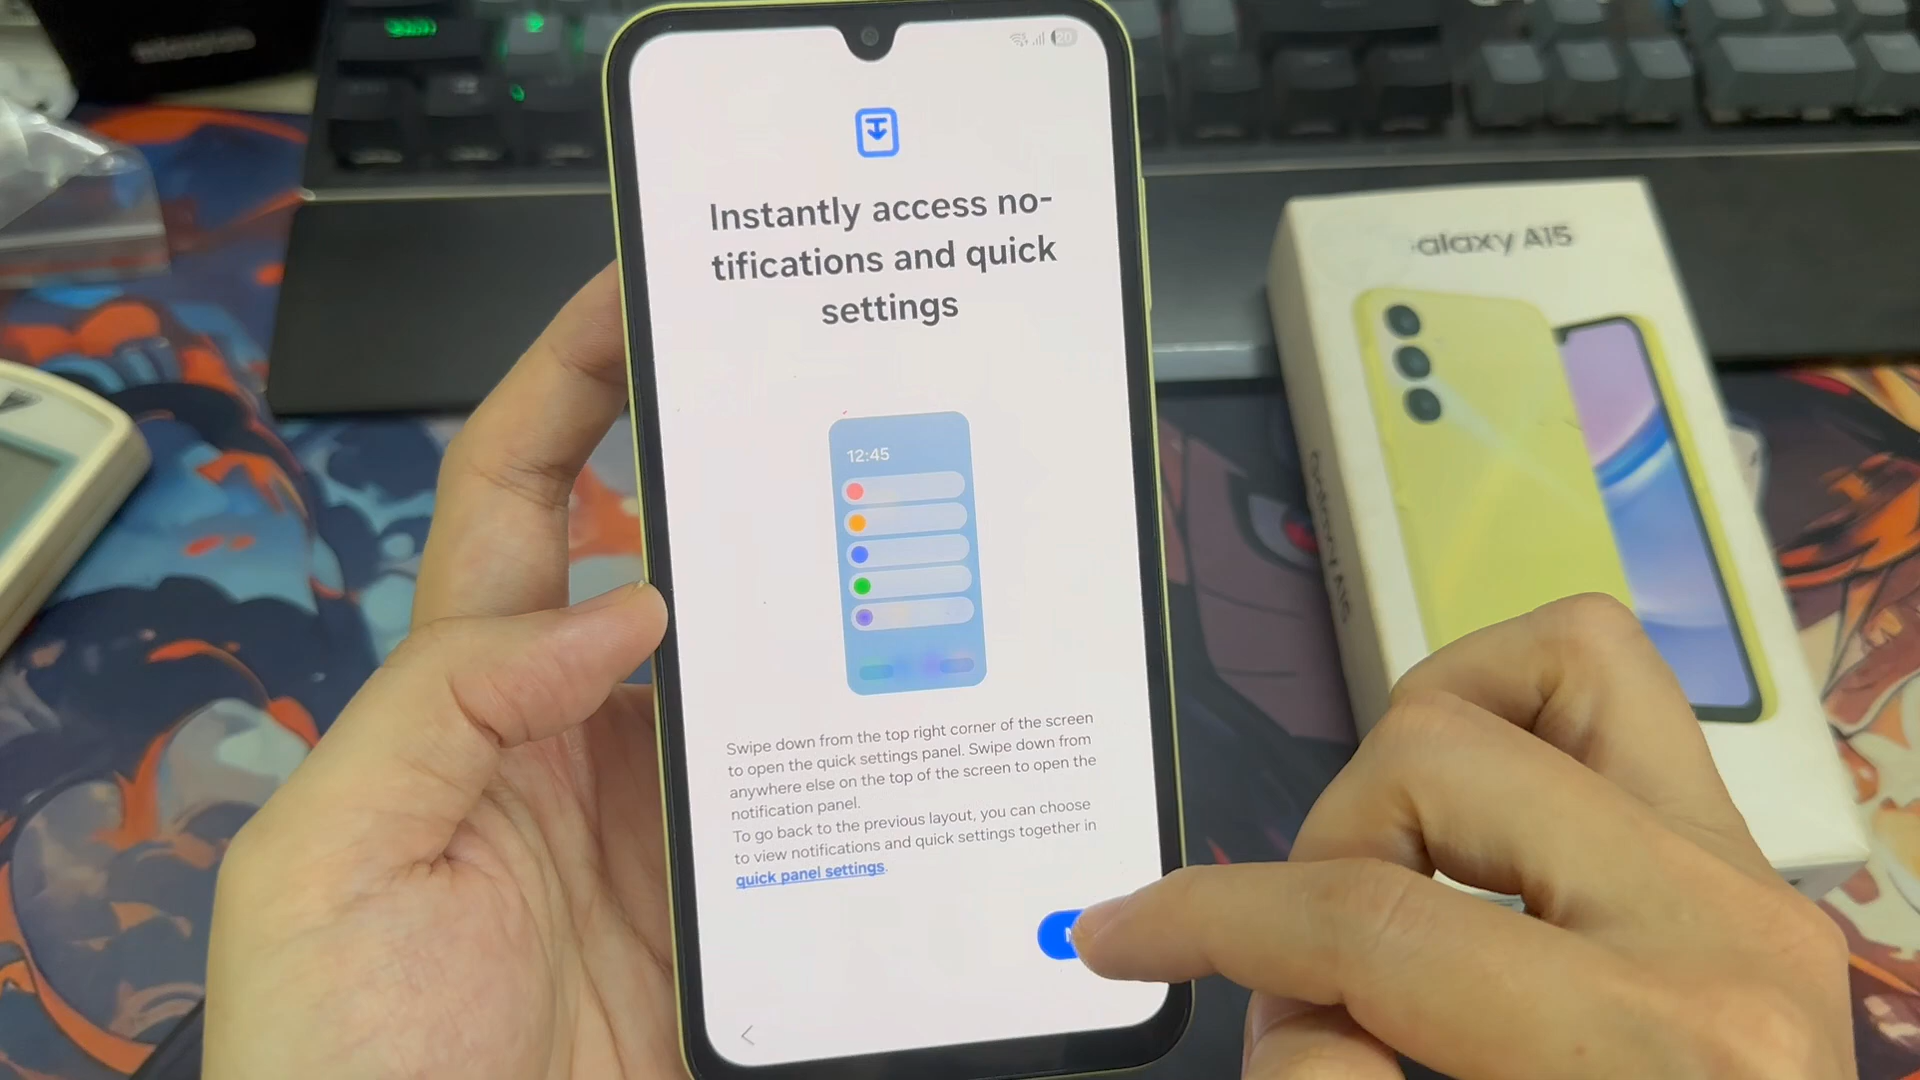 20
Instantly access no-
tifications and quick
settings
12:45
Swipe down from the top right corner of the screen
to open the quick settings panel. Swipe down from
anywhere else on the top of the screen to open the
notification panel.
To go back to the previous layout, you can choose
to view notifications and quick settings together in
quick panel settings.
alaxy A15
Galaxy A15